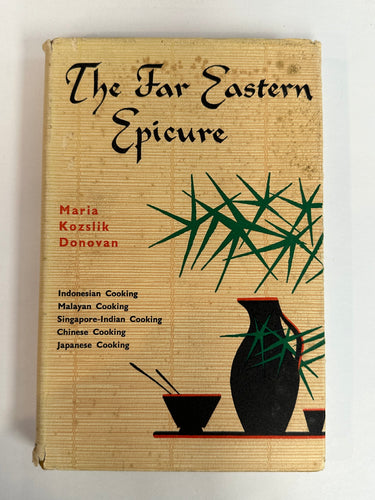 The Far Eastern
Epicure
Maria
Kozslik
Donovan
Indonesian Cooking
Malayan Cooking
Singapore-Indian Cooking
Chinese Cooking
Japanese Cooking